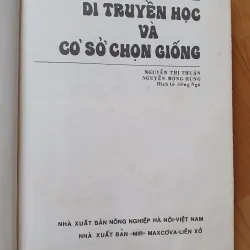 DI TRUYỀN HỌC
VÀ
CƠ SỞ CHỌN GIỐNG
NGUYỄN THỊ THUẬN
NGUYỄN MỘNG HÙNG
Dịch từ tiếng Nga
NHÀ XUẤT BẢN NÔNG NGHIỆP HÀ NỘI-VIỆT NAM
NHÀ XUẤT BẢN «MIR» MAXCƠVA-LIÊN XÔ